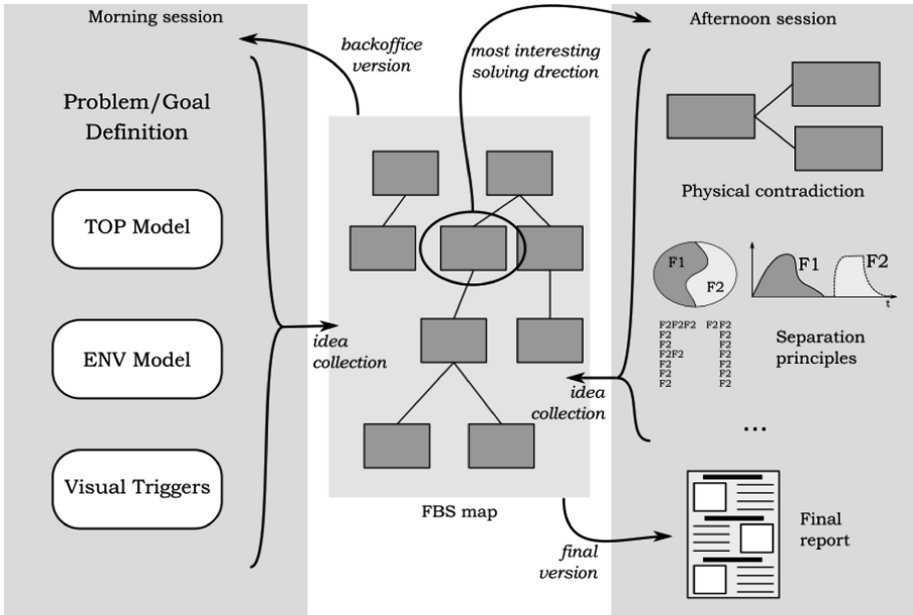 Morning session
Problem/Goal
Definition
TOP Model
ENV Model
Visual Triggers
backoffice
version
idea
collection
most interesting
solving drection
FBS map
final
version
idea
collection
Afternoon session
Physical contradiction
F1
F2
F1
F2
t
F2F2F2 F2F2
F2 F2
F2 F2
F2F2 F2
F2 F2
F2 F2
F2 F2
Separation
principles
...
Final
report